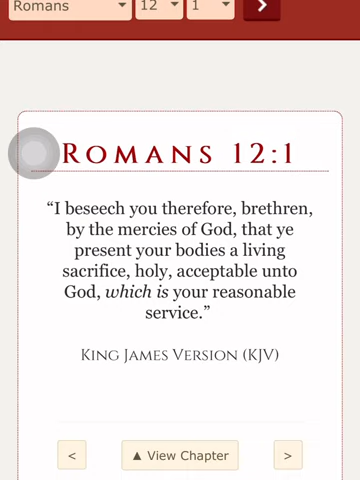 Romans 12 1
ROMANS 12:1
“I beseech you therefore, brethren,
by the mercies of God, that ye
present your bodies a living
sacrifice, holy, acceptable unto
God, which is your reasonable
service.”
KING JAMES VERSION (KJV)
< ▲ View Chapter >